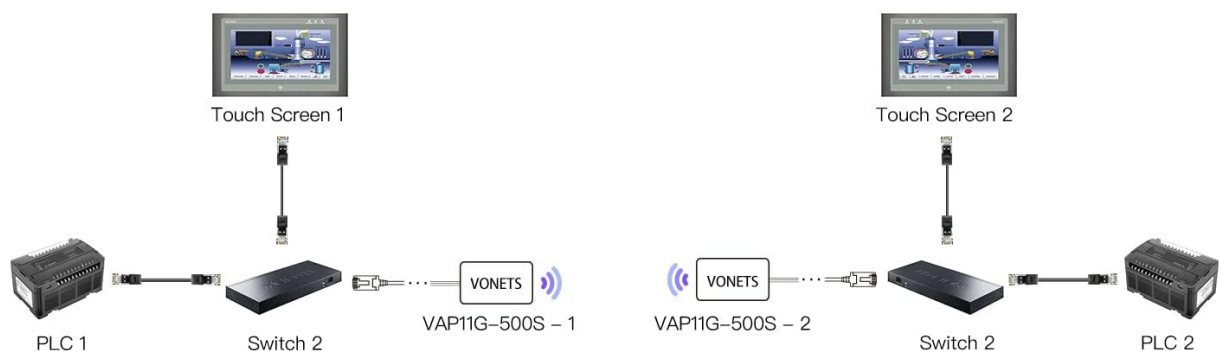 Touch Screen 1
Touch Screen 2
VONETS
VONETS
VAP11G-500S - 1
VAP11G-500S - 2
PLC 1
Switch 2
Switch 2
PLC 2